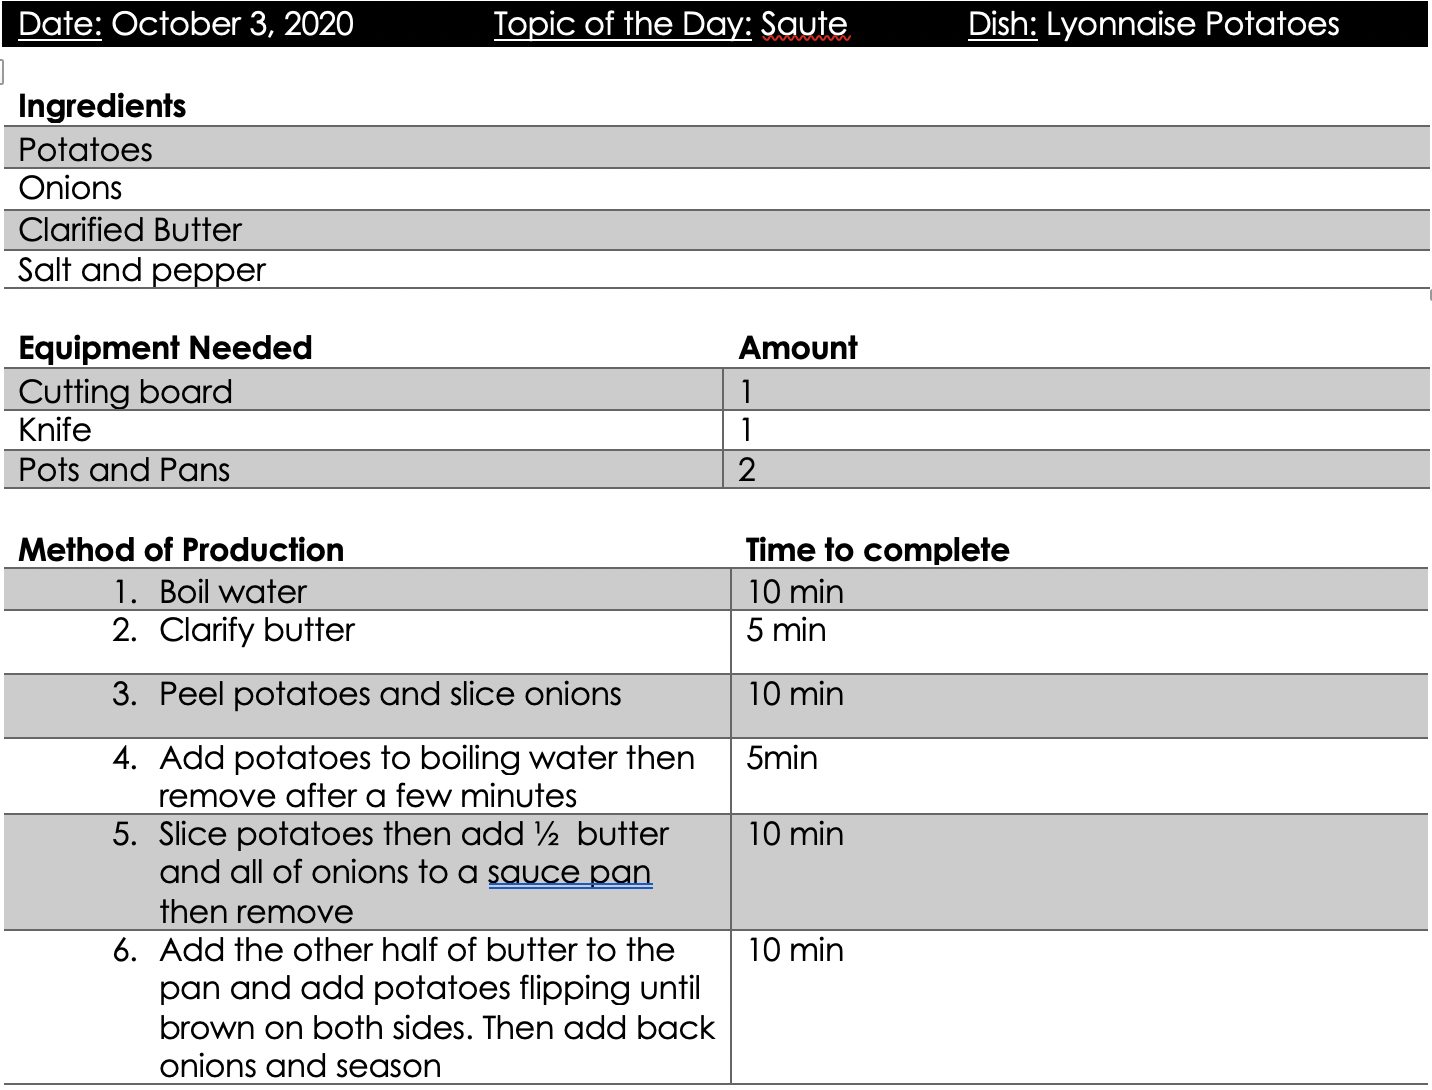 Date: October 3, 2020 Topic of the Day: Saute Dish: Lyonnaise Potatoes
Ingredients
Potatoes
Onions
Clarified Butter
Salt and pepper
Equipment Needed Amount
Cutting board 1
Knife 1
Pots and Pans 2
Method of Production Time to complete
1. Boil water 10 min
2. Clarify butter 5 min
3. Peel potatoes and slice onions 10 min
4. Add potatoes to boiling water then 5min
remove after a few minutes
5. Slice potatoes then add ½ butter 10 min
and all of onions to a sauce pan
then remove
6. Add the other half of butter to the 10 min
pan and add potatoes flipping until
brown on both sides. Then add back
onions and season